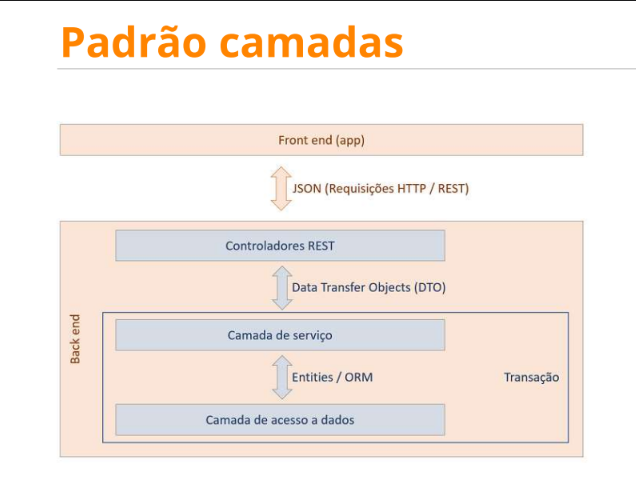 Padrão camadas
Front end (app)
JSON (Requisições HTTP / REST)
Controladores REST
Data Transfer Objects (DTO)
Back end
Camada de serviço
Entities / ORM
Transação
Camada de acesso a dados